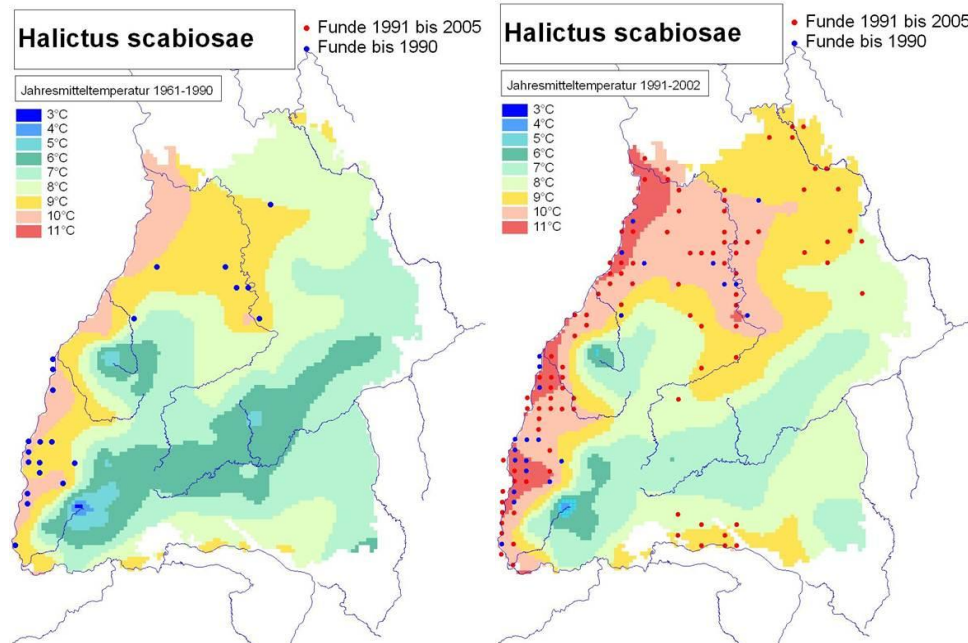 Halictus scabiosae
Funde 1991 bis 2005
Funde bis 1990
Jahresmitteltemperatur 1961-1990
3°C
4°C
5°C
6°C
7°C
8°C
9°C
10°C
11°C
Halictus scabiosae
Funde 1991 bis 2005
Funde bis 1990
Jahresmitteltemperatur 1991-2002
3°C
4°C
5°C
6°C
7°C
8°C
9°C
10°C
11°C